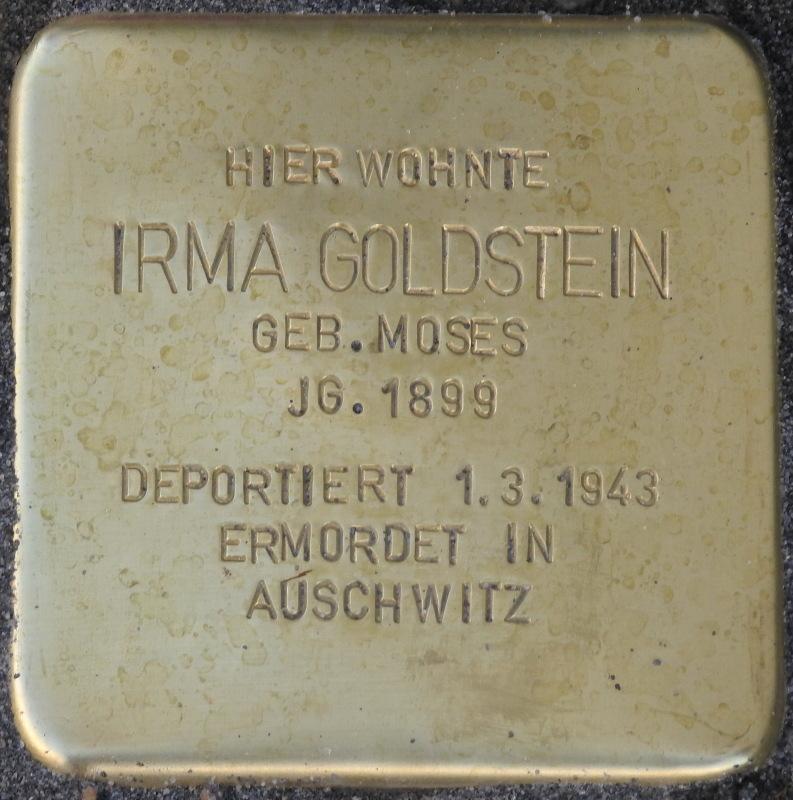 HIER WOHNTE
IRMA GOLDSTEIN
GEB. MOSES
JG. 1899
DEPORTIERT 1.3.1943
ERMORDET IN
AUSCHWITZ